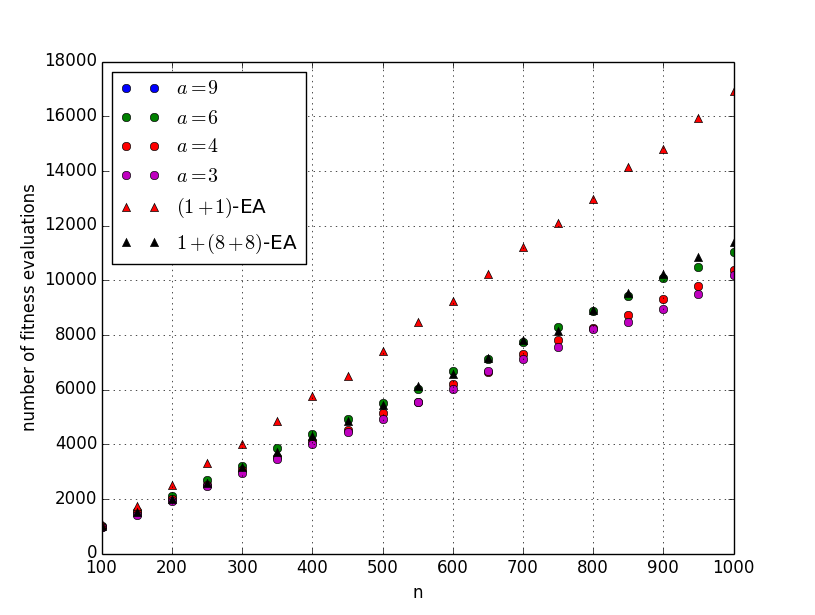 18000
16000
14000
12000
10000
8000
6000
4000
2000
0
number of fitness evaluations
a = 9
a = 6
a = 4
a = 3
(1 + 1)-EA
1 + (8 + 8)-EA
100 200 300 400 500 600 700 800 900 1000
n